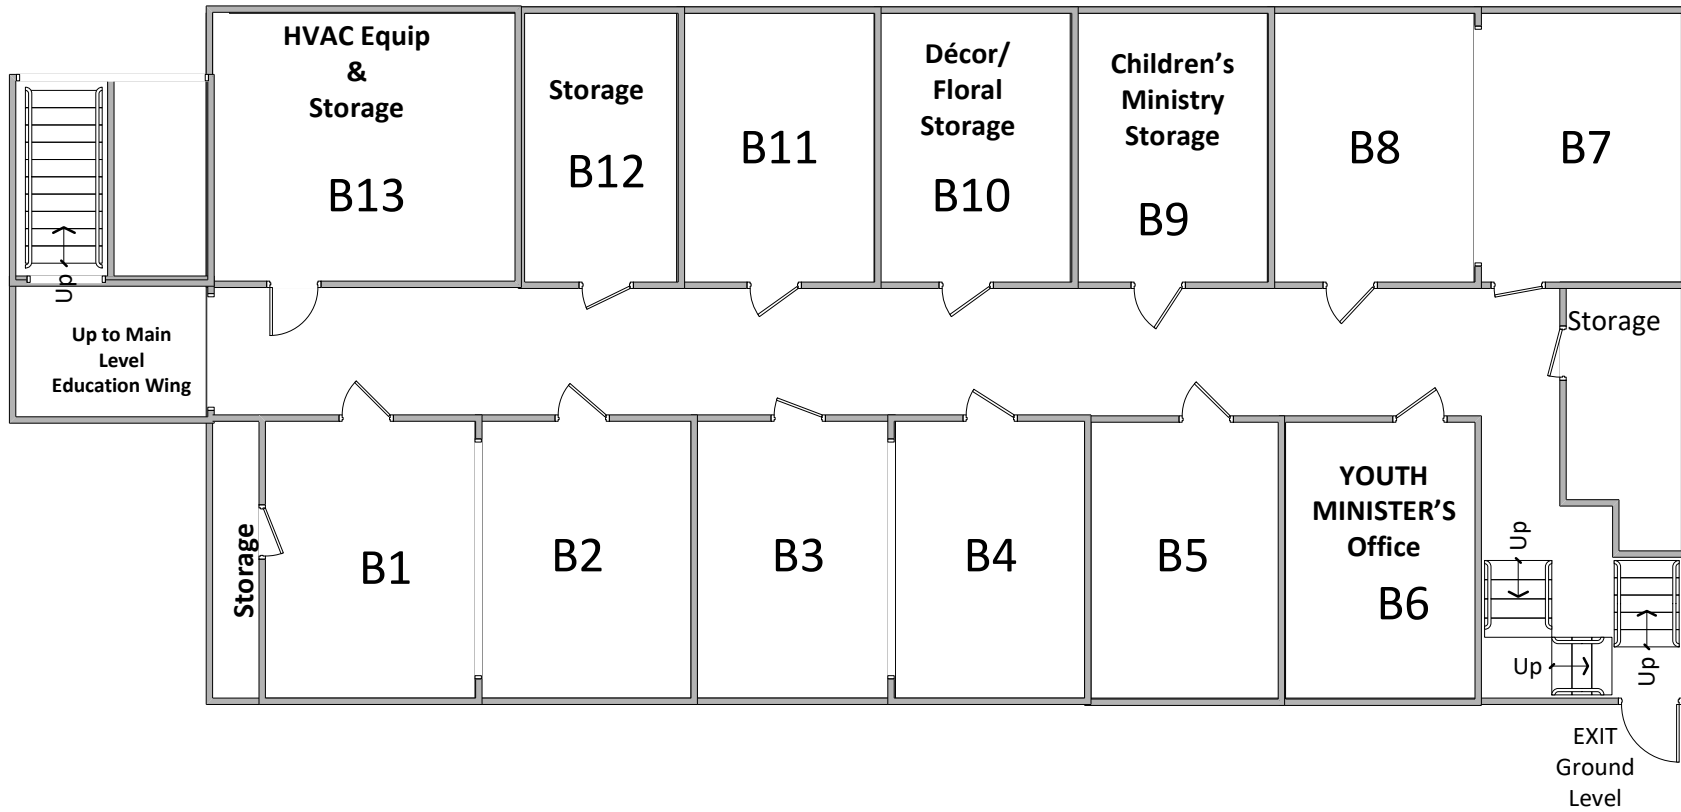 HVAC Equip
&
Storage
B13
Storage
B12
B11
Décor/
Floral
Storage
B10
Children's
Ministry
Storage
B9
B8
B7
Up
Up to Main
Level
Education Wing
Storage
Storage
B1
B2
B3
B4
B5
YOUTH
MINISTER'S
Office
B6
Up
Up
Up
EXIT
Ground
Level